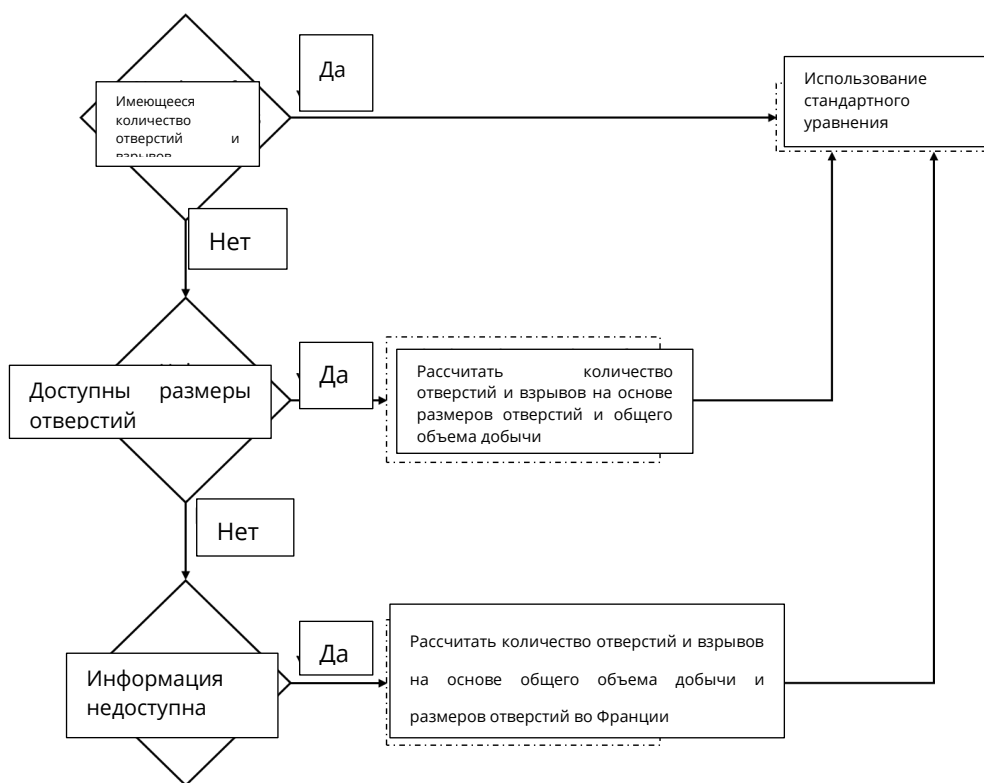 Да
Использование
стандартного
уравнения
Имеющееся
количество
отверстий и
взрывов
Нет
Да
Доступны размеры
отверстий
Рассчитать количество
отверстий и взрывов на основе
размеров отверстий и общего
объема добычи
Нет
Да
Информация
недоступна
Рассчитать количество отверстий и взрывов
на основе общего объема добычи и
размеров отверстий во Франции